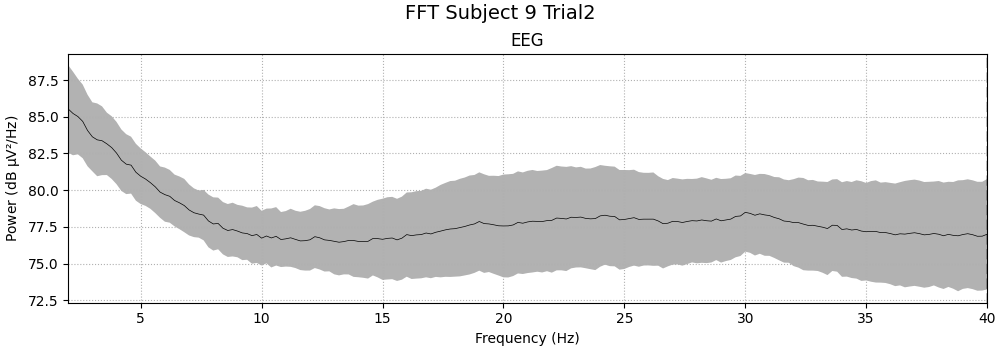 FFT Subject 9 Trial2
EEG
87.5
85.0
82.5
80.0
77.5
75.0
72.5
Power (dB µV²/Hz)
5 10 15 20 25 30 35 40
Frequency (Hz)